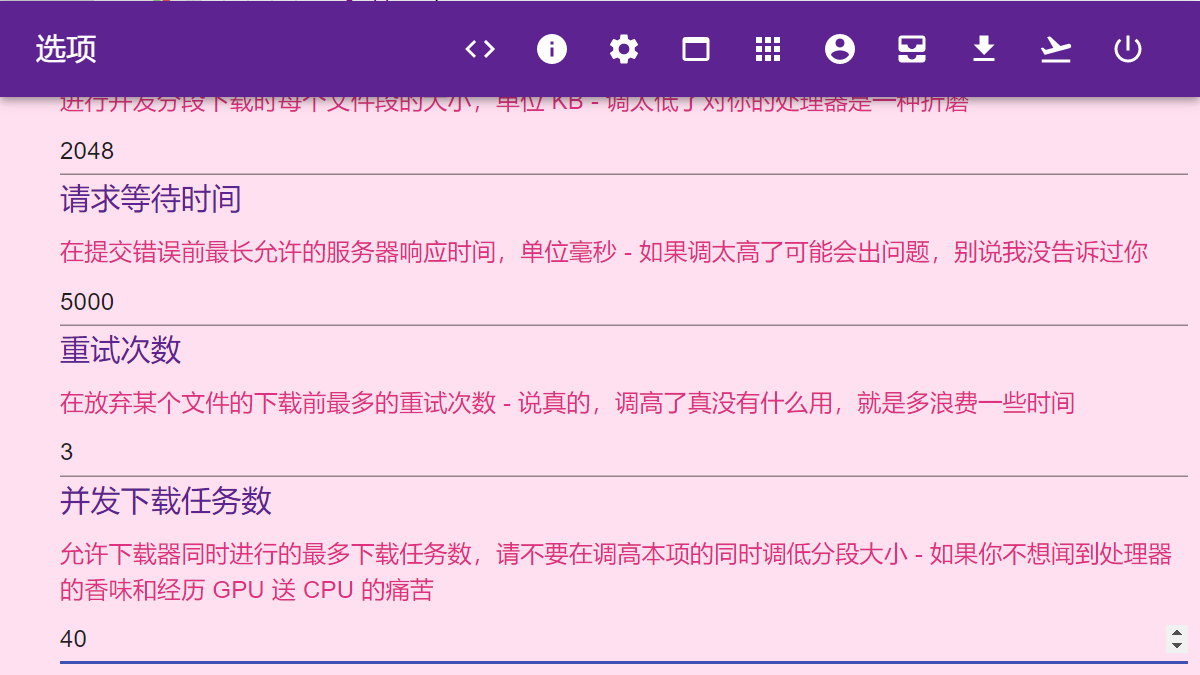 选项
进行并发分段下载时每个文件段的大小，单位 KB - 调太低了对你的处理器是一种折磨
2048
请求等待时间
在提交错误前最长允许的服务器响应时间，单位毫秒 - 如果调太高了可能会出问题，别说我没告诉过你
5000
重试次数
在放弃某个文件的下载前最多的重试次数 - 说真的，调高了真没有什么用，就是多浪费一些时间
3
并发下载任务数
允许下载器同时进行的最多下载任务数，请不要在调高本项的同时调低分段大小 - 如果你不想闻到处理器
的香味和经历 GPU 送 CPU 的痛苦
40